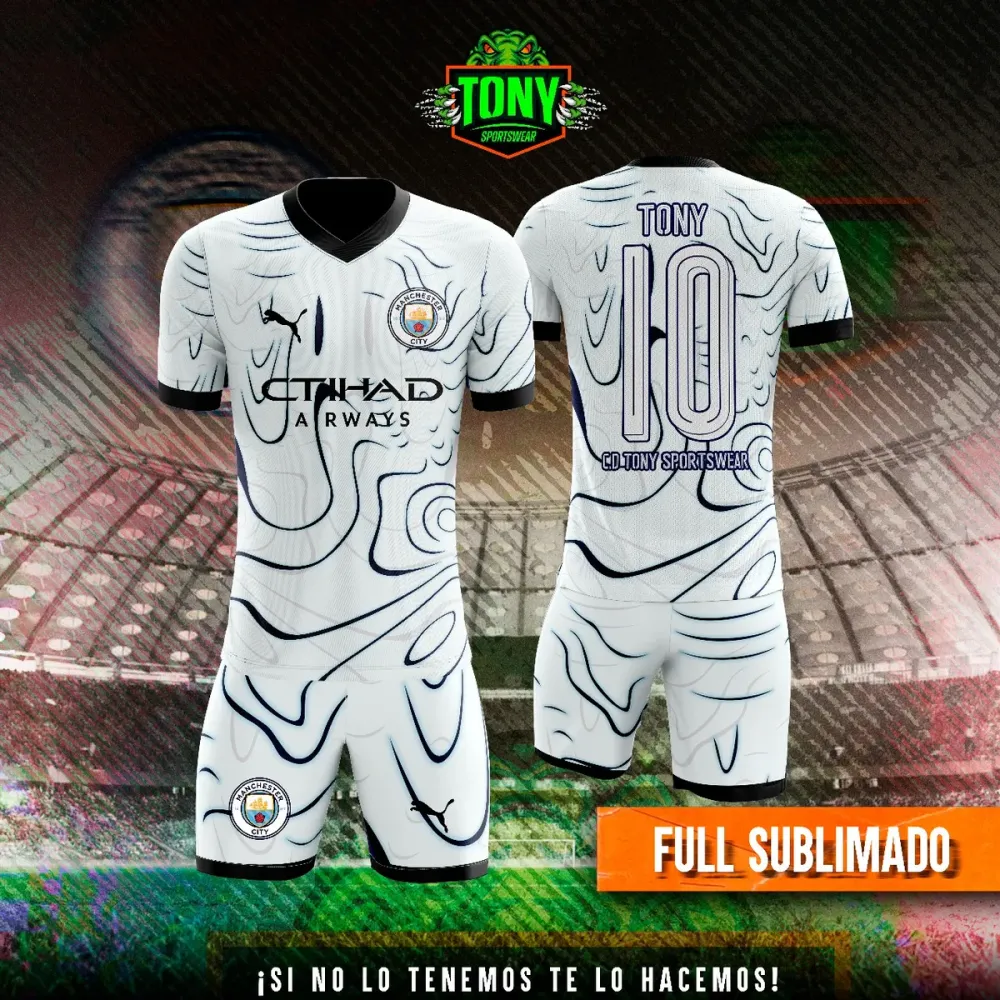 TONY
SPORTSWEAR
MANCHESTER
CITY
CTIHAD
AIRWAYS
TONY
10
C.D TONY SPORTSWEAR
MANCHESTER
CITY
FULL SUBLIMADO
¡SI NO LO TENEMOS TE LO HACEMOS!